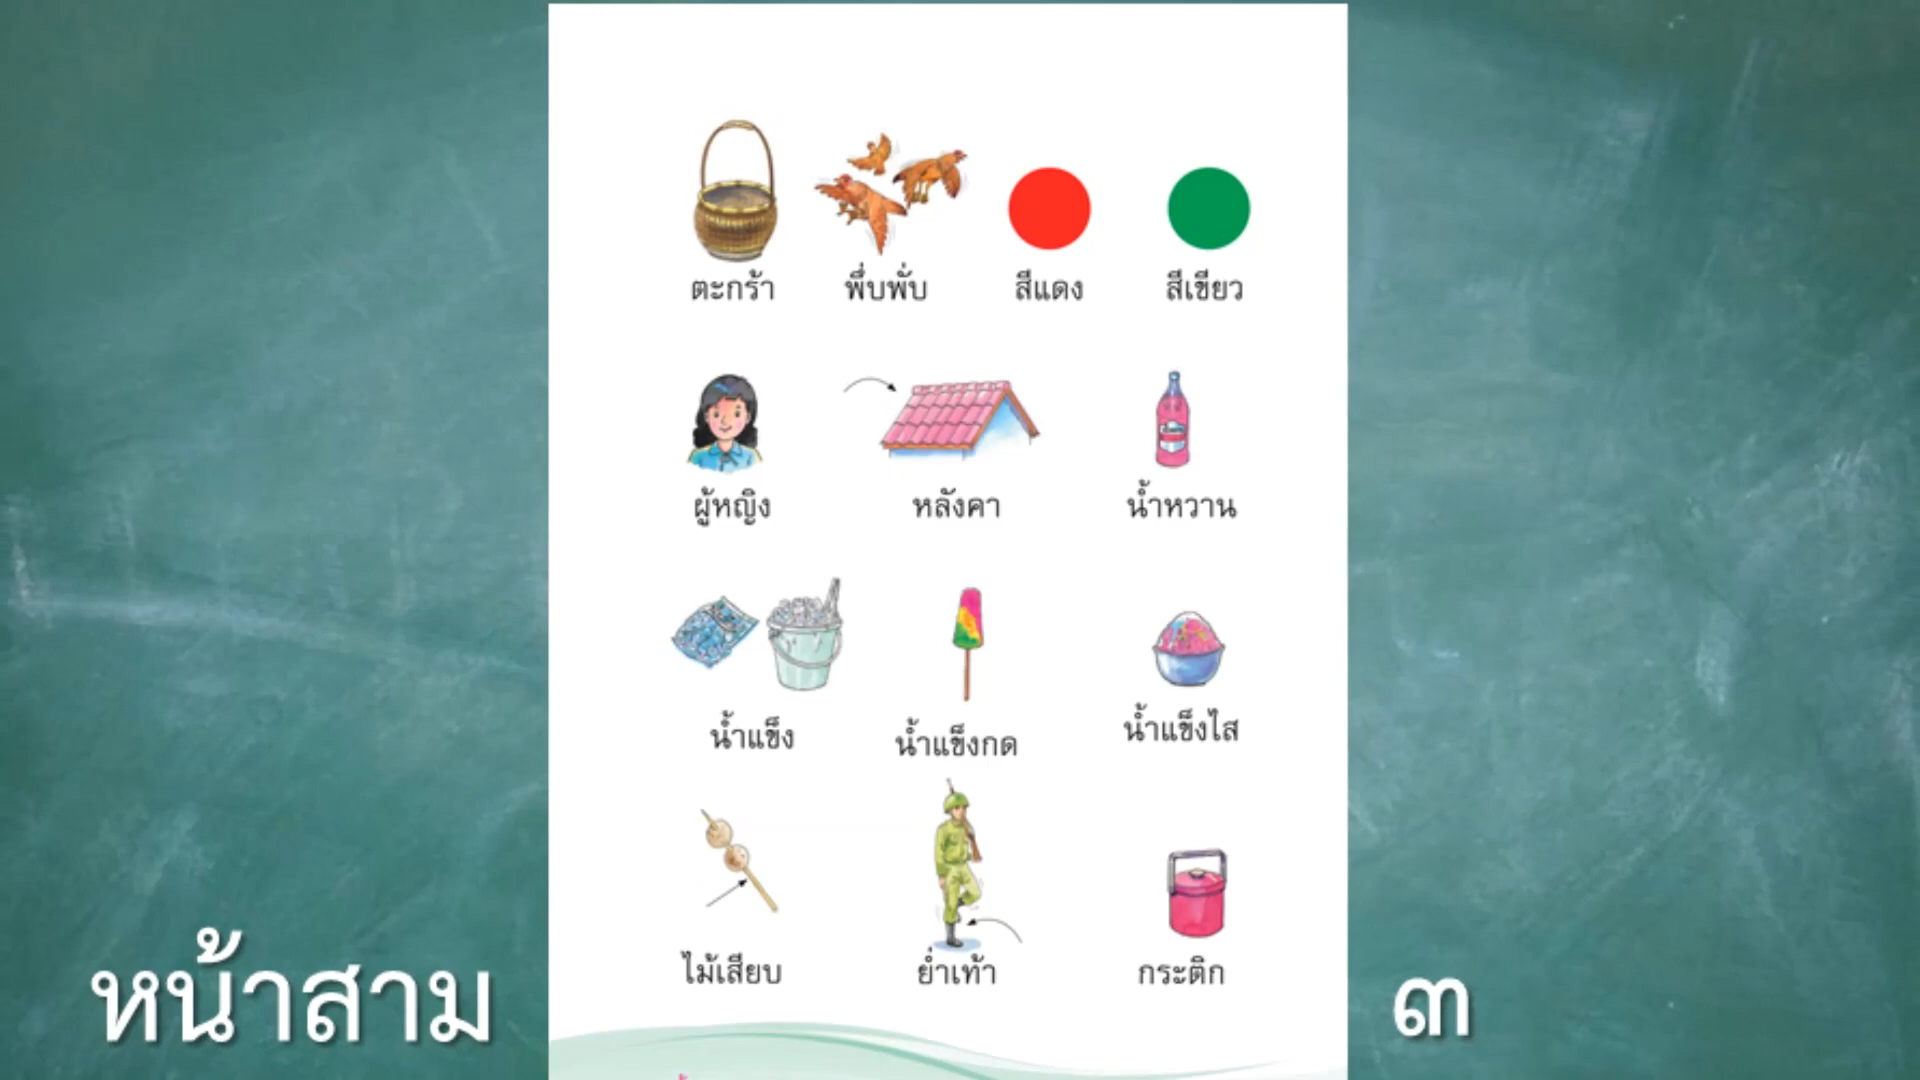 ตะกร้า พึ่บพั่บ สีแดง สีเขียว
ผู้หญิง หลังคา น้ำหวาน
น้ำแข็ง น้ำแข็งกด น้ำแข็งไส
ไม้เสียบ ย่ำเท้า กระติก
หน้าสาม ๓